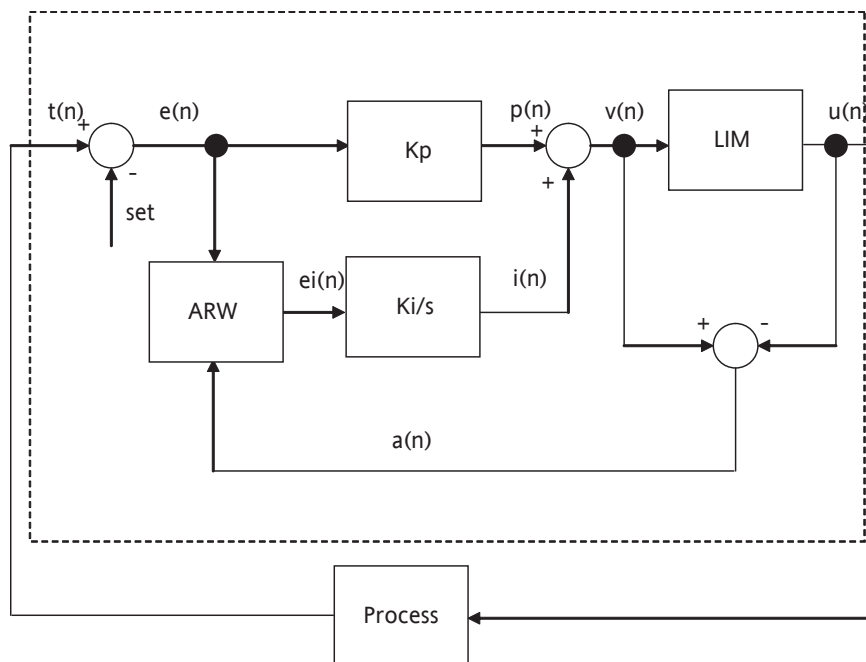 t(n)
+
e(n)
-
set
Kp
p(n)
+
+
v(n)
LIM
u(n)
ARW
ei(n)
Ki/s
i(n)
+
-
a(n)
Process